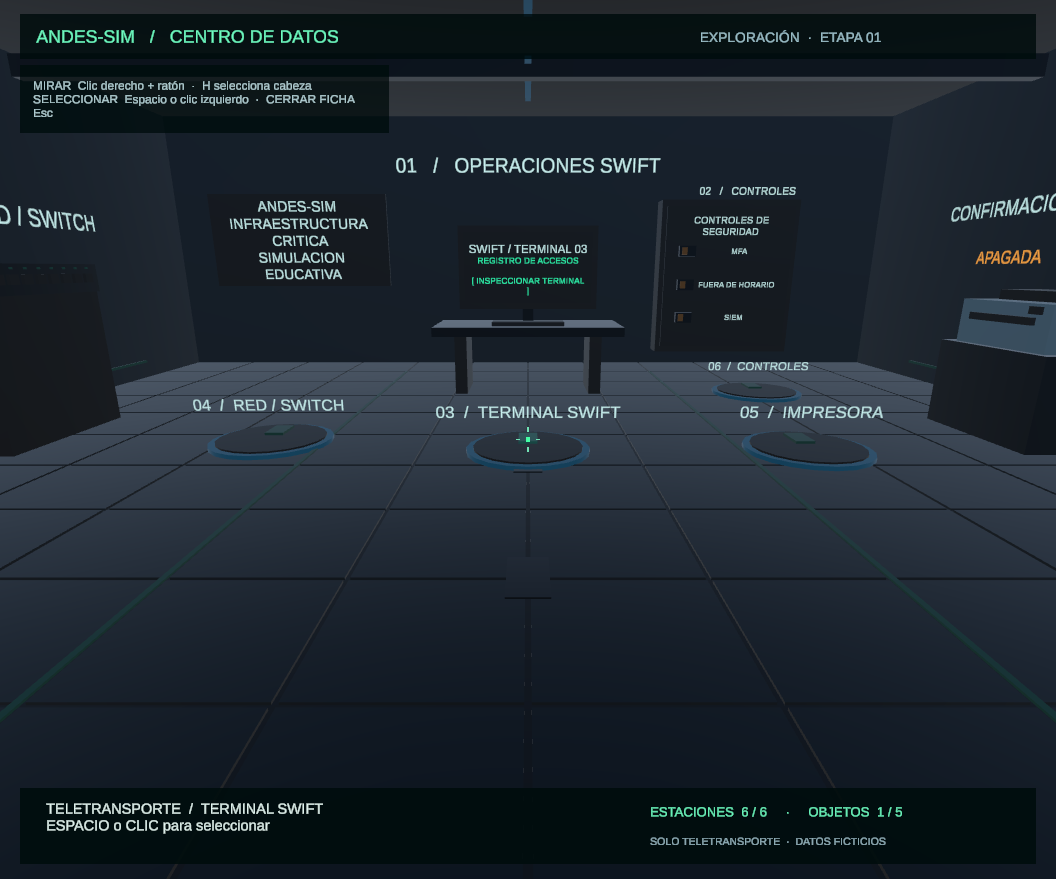 ANDES-SIM / CENTRO DE DATOS
EXPLORACIÓN · ETAPA 01
MIRAR Clic derecho + ratón · H selecciona cabeza
SELECCIONAR Espacio o clic izquierdo · CERRAR FICHA
Esc
01 / OPERACIONES SWIFT
D / SWITCH
ANDES-SIM
INFRAESTRUCTURA
CRITICA
SIMULACION
EDUCATIVA
SWIFT / TERMINAL 03
REGISTRO DE ACCESOS
[ INSPECCIONAR TERMINAL
]
02 / CONTROLES
CONTROLES DE
SEGURIDAD
MFA
FUERA DE HORARIO
SIEM
CONFIRMACIO
APAGADA
06 / CONTROLES
04 / RED / SWITCH
03 / TERMINAL SWIFT
05 / IMPRESORA
TELETRANSPORTE / TERMINAL SWIFT
ESPACIO o CLIC para seleccionar
ESTACIONES 6 / 6 · OBJETOS 1 / 5
SOLO TELETRANSPORTE · DATOS FICTICIOS